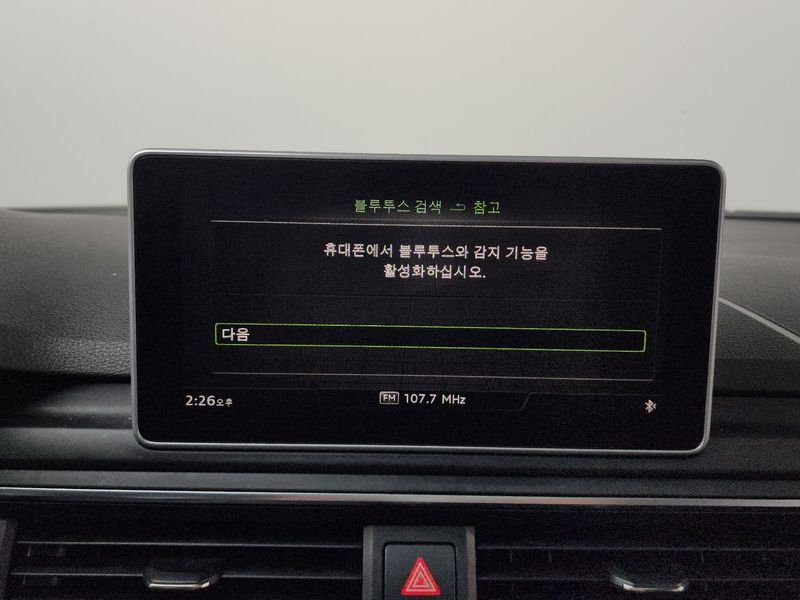 블루투스 검색 ⮌ 참고
휴대폰에서 블루투스와 감지 기능을
활성화하십시오.
다음
2:26오후
FM 107.7 MHz